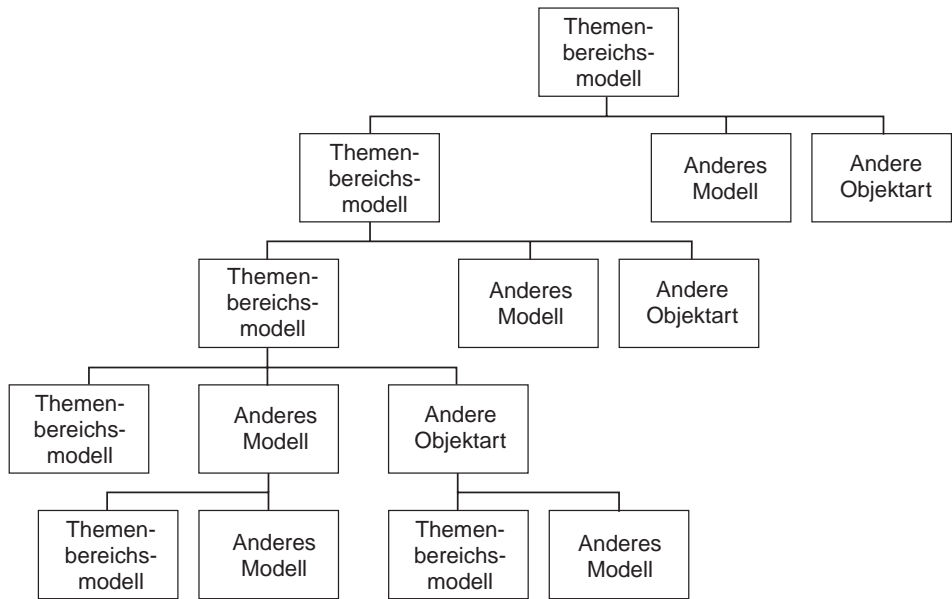 Themen-
bereichs-
modell
Themen-
bereichs-
modell
Anderes
Modell
Andere
Objektart
Themen-
bereichs-
modell
Anderes
Modell
Andere
Objektart
Themen-
bereichs-
modell
Anderes
Modell
Andere
Objektart
Themen-
bereichs-
modell
Anderes
Modell
Themen-
bereichs-
modell
Anderes
Modell